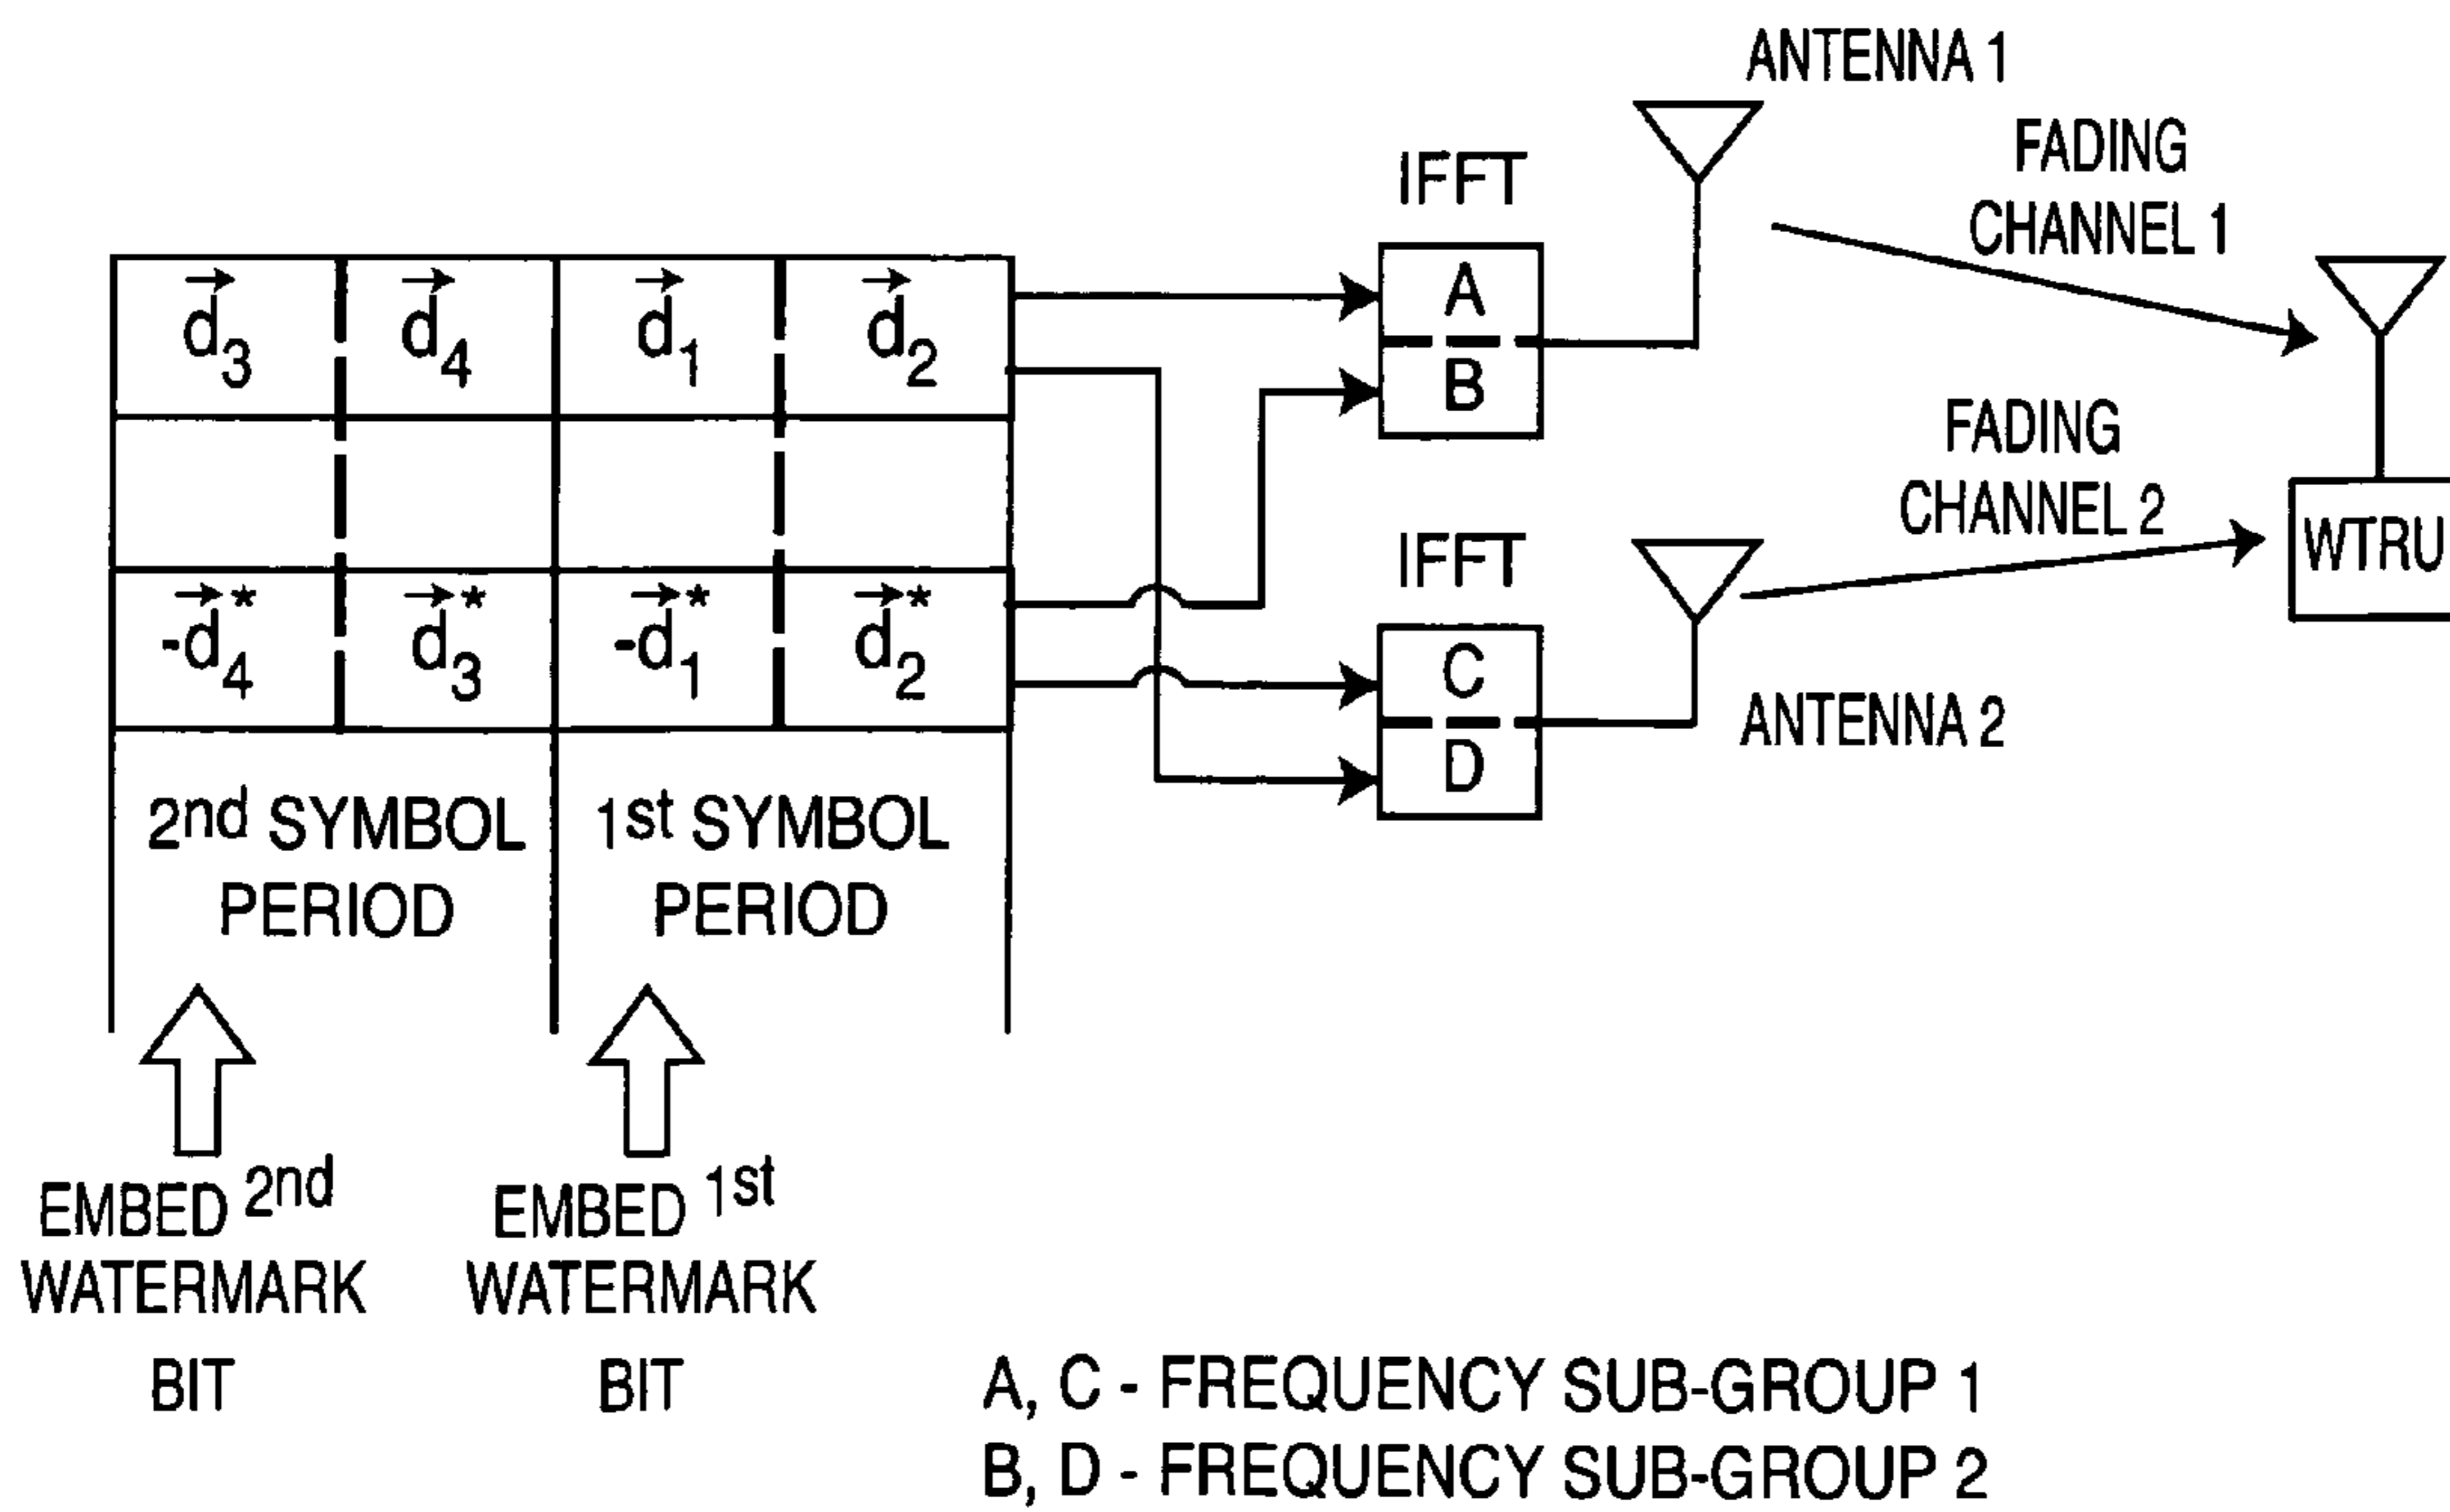 ANTENNA 1
FADING
CHANNEL 1
IFFT
A
B
d₃ d₄ d₁ d₂
FADING
CHANNEL 2
WTRU
IFFT
C
D
-d₄* d₃* -d₁* d₂*
ANTENNA 2
2nd SYMBOL
PERIOD
1st SYMBOL
PERIOD
EMBED 2nd
WATERMARK
BIT
EMBED 1st
WATERMARK
BIT
A, C - FREQUENCY SUB-GROUP 1
B, D - FREQUENCY SUB-GROUP 2